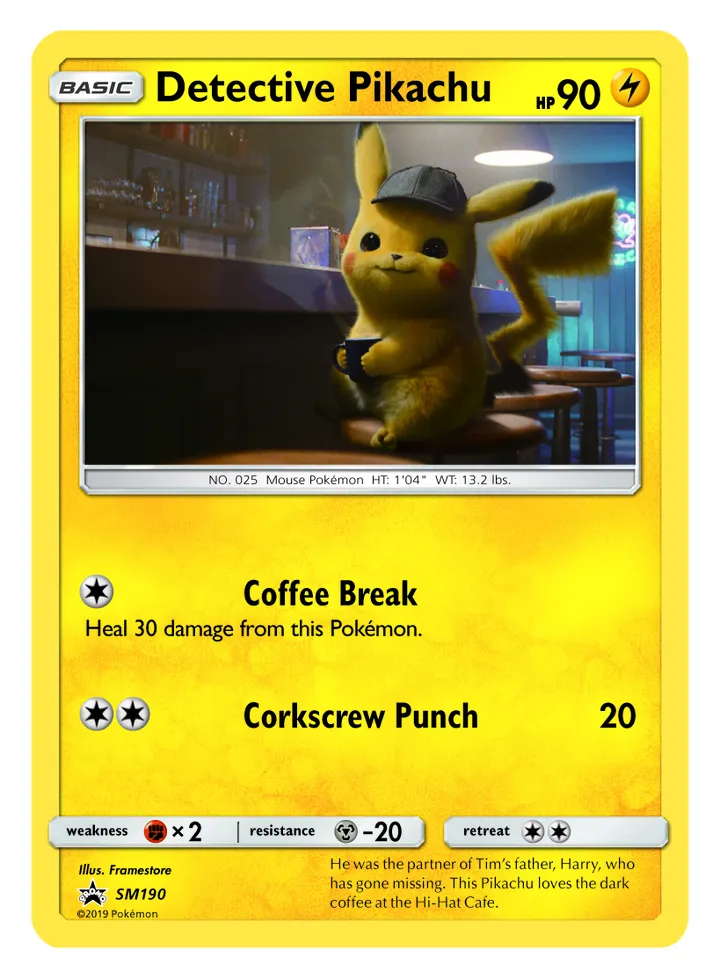 BASIC Detective Pikachu HP 90
NO. 025 Mouse Pokémon HT: 1'04" WT: 13.2 lbs.
Coffee Break
Heal 30 damage from this Pokémon.
Corkscrew Punch 20
weakness ×2 resistance –20 retreat
Illus. Framestore
PROMO SM190
©2019 Pokémon
He was the partner of Tim's father, Harry, who
has gone missing. This Pikachu loves the dark
coffee at the Hi-Hat Cafe.